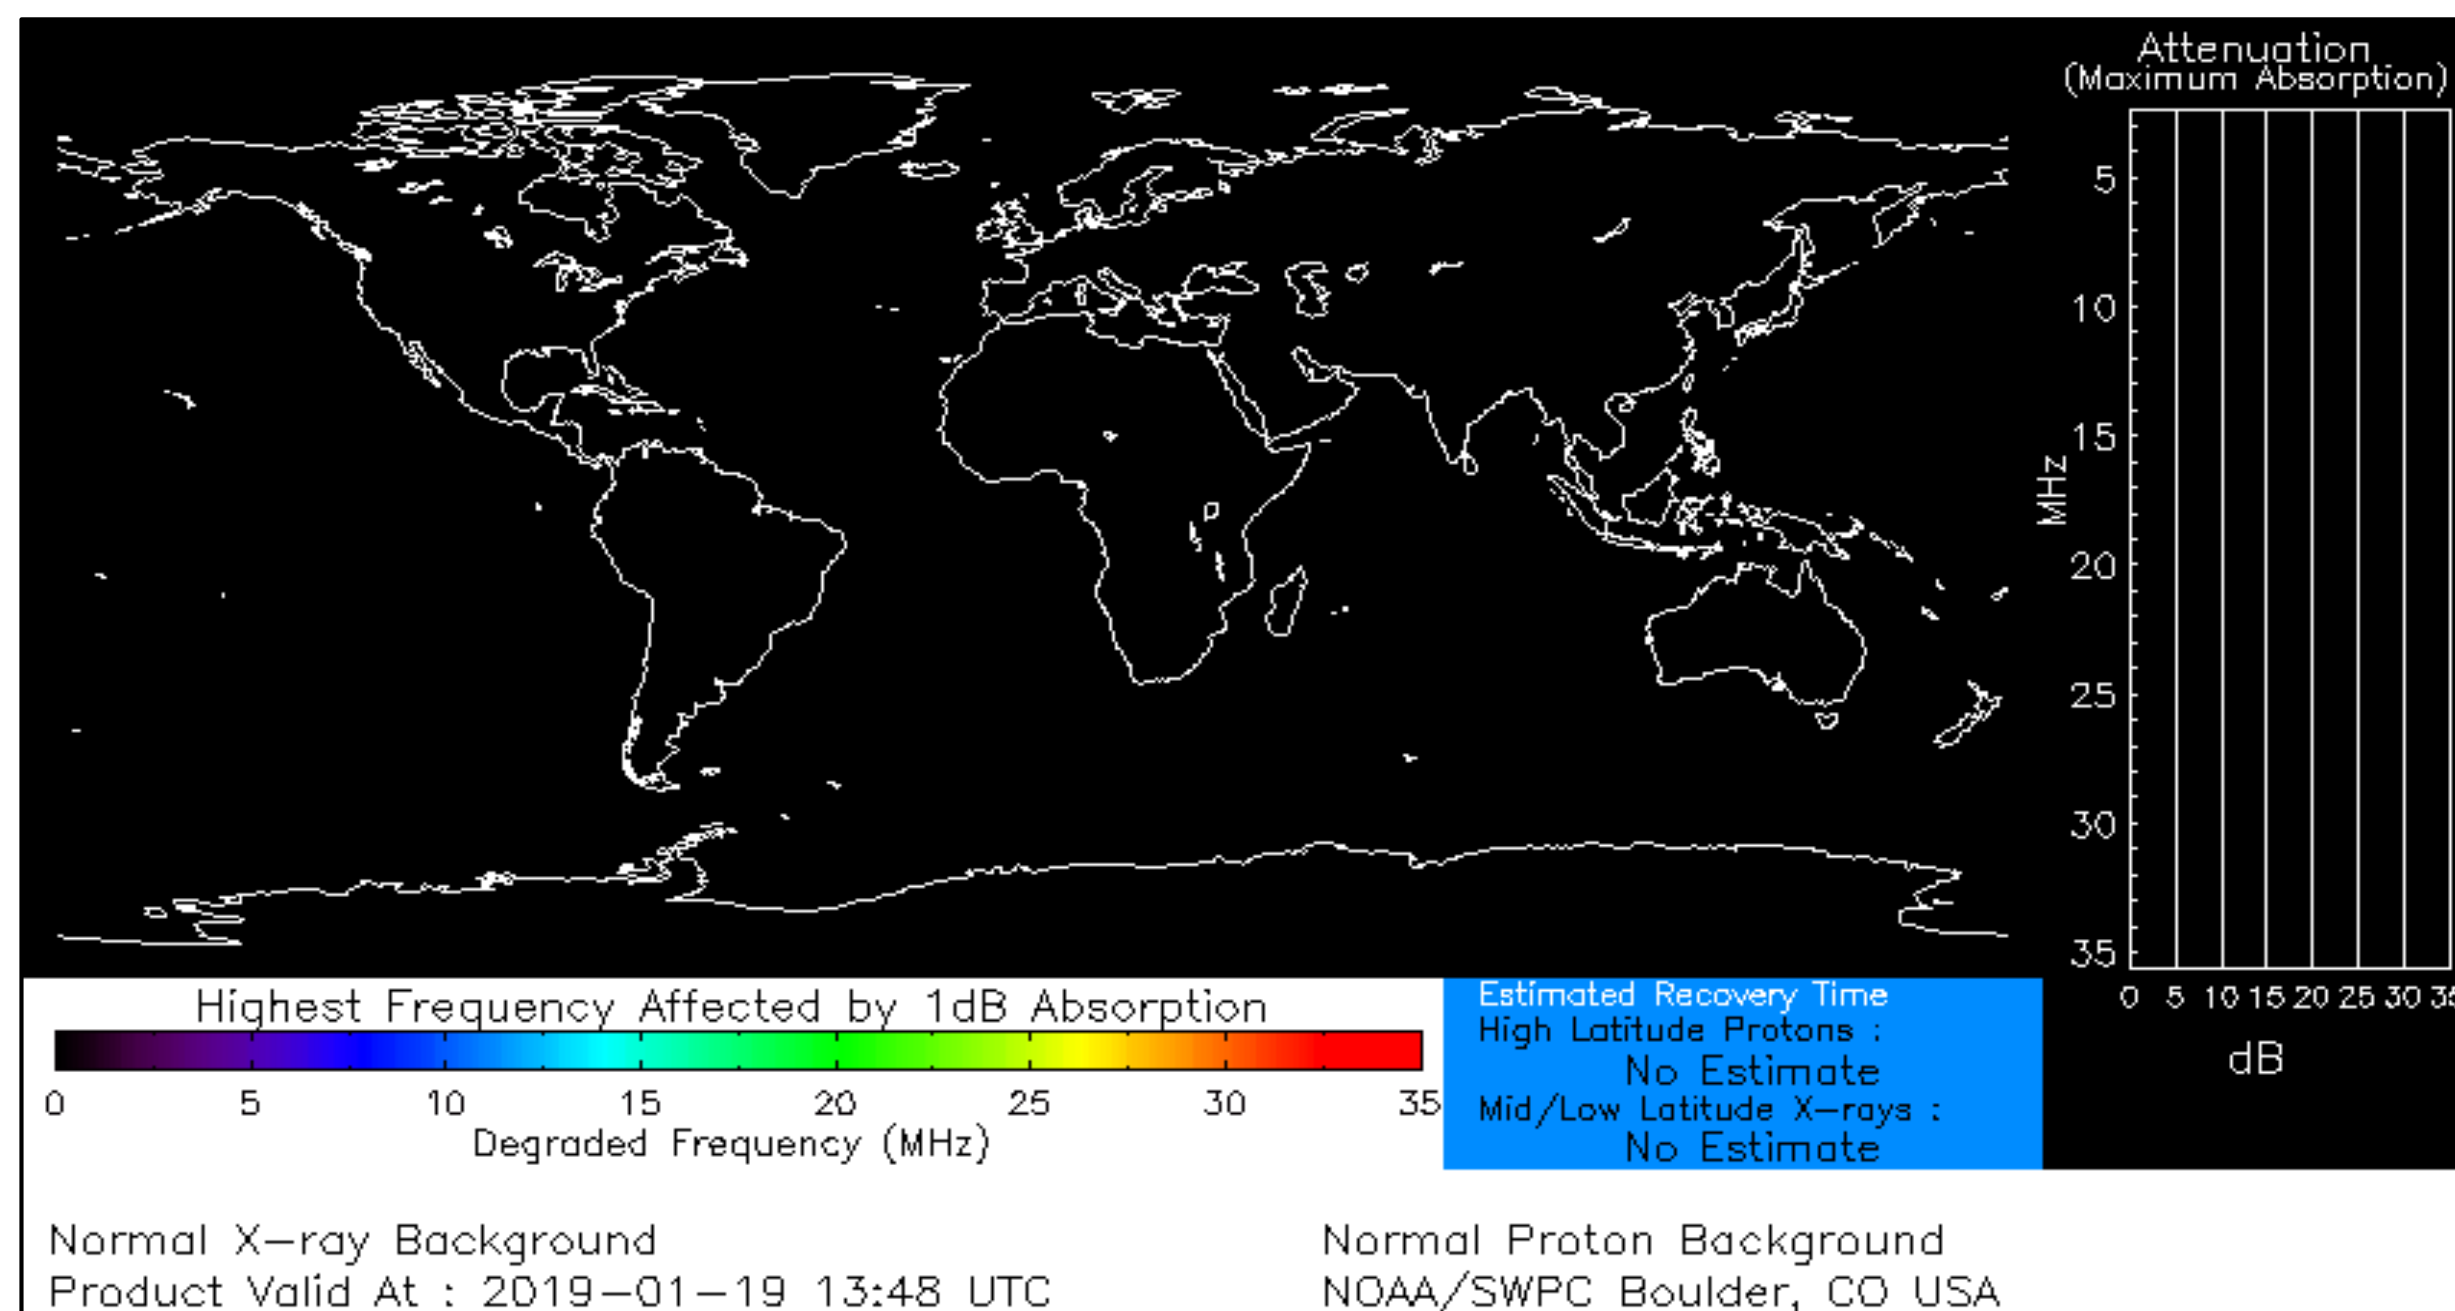 Attenuation
(Maximum Absorption)
5
10
15
20
25
30
35
MHz
0 5 10 15 20 25 30 35
dB
Highest Frequency Affected by 1dB Absorption
0 5 10 15 20 25 30 35
Degraded Frequency (MHz)
Estimated Recovery Time
High Latitude Protons :
No Estimate
Mid/Low Latitude X-rays :
No Estimate
Normal X-ray Background
Normal Proton Background
Product Valid At : 2019-01-19 13:48 UTC
NOAA/SWPC Boulder, CO USA